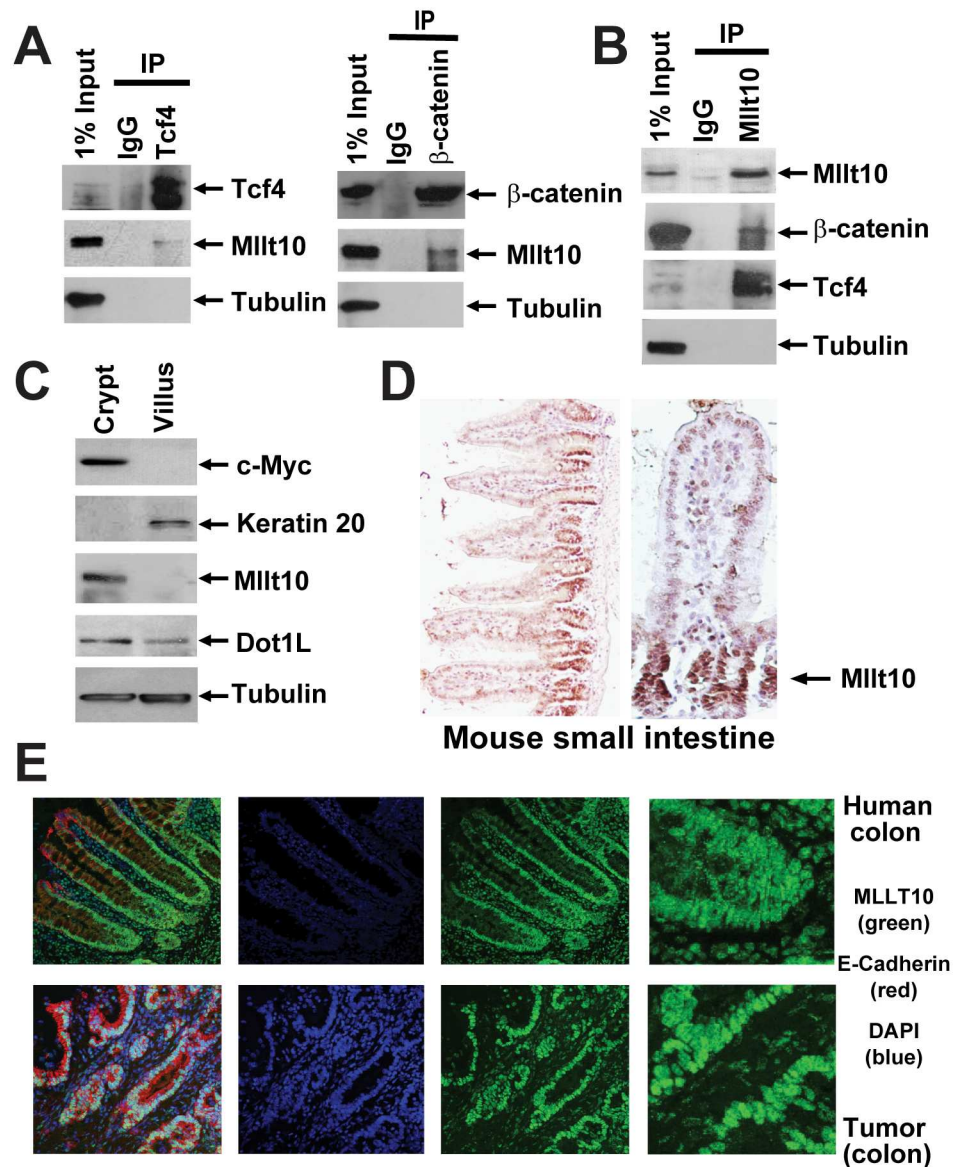 A
IP
1% Input
IgG
Tcf4
Tcf4
Mllt10
Tubulin
IP
1% Input
IgG
β-catenin
β-catenin
Mllt10
Tubulin
B
IP
1% Input
IgG
Mllt10
Mllt10
β-catenin
Tcf4
Tubulin
C
Crypt
Villus
c-Myc
Keratin 20
Mllt10
Dot1L
Tubulin
D
Mllt10
Mouse small intestine
E
Human
colon
MLLT10
(green)
E-Cadherin
(red)
DAPI
(blue)
Tumor
(colon)